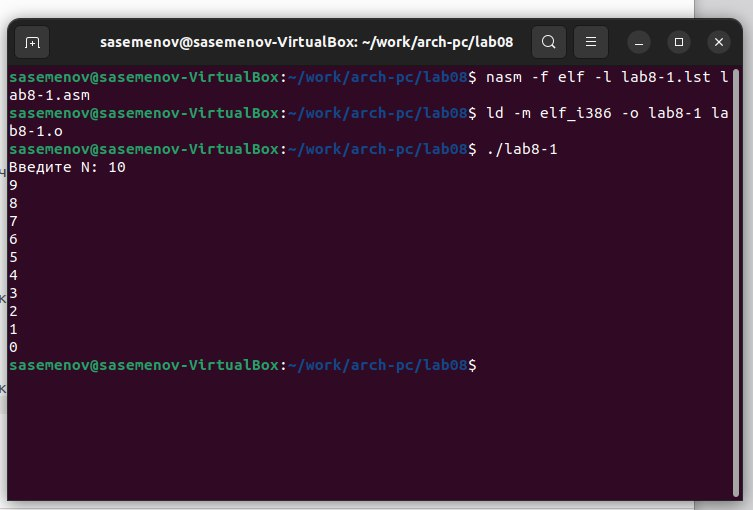 sasemenov@sasemenov-VirtualBox: ~/work/arch-pc/lab08
sasemenov@sasemenov-VirtualBox:~/work/arch-pc/lab08$ nasm -f elf -l lab8-1.lst l
ab8-1.asm
sasemenov@sasemenov-VirtualBox:~/work/arch-pc/lab08$ ld -m elf_i386 -o lab8-1 la
b8-1.o
sasemenov@sasemenov-VirtualBox:~/work/arch-pc/lab08$ ./lab8-1
Введите N: 10
9
8
7
6
5
4
3
2
1
0
sasemenov@sasemenov-VirtualBox:~/work/arch-pc/lab08$